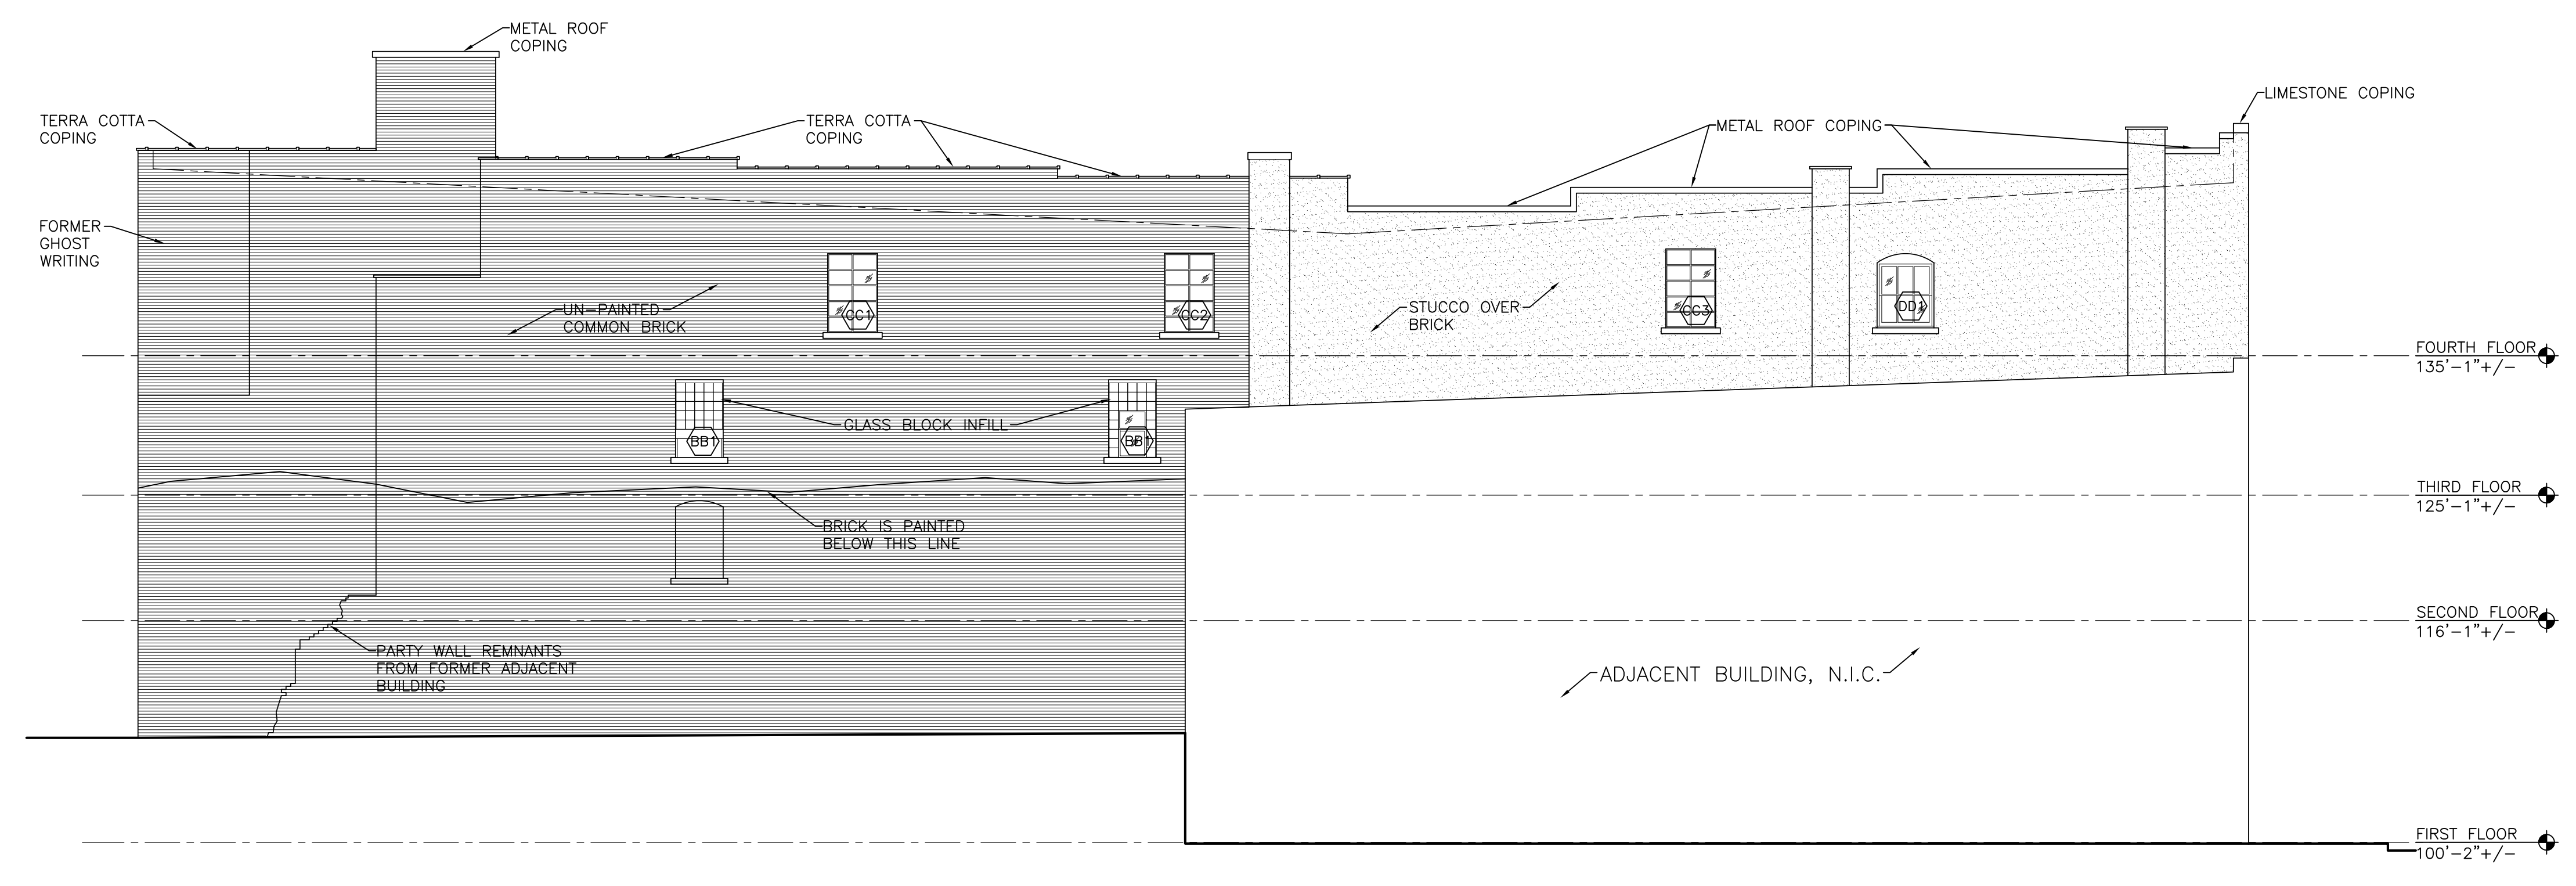 METAL ROOF
COPING
LIMESTONE COPING
TERRA COTTA
COPING
TERRA COTTA
COPING
METAL ROOF COPING
FORMER
GHOST
WRITING
UN-PAINTED
COMMON BRICK
CC1
CC2
STUCCO OVER
BRICK
CC3
DD1
FOURTH FLOOR
135'-1"+/-
GLASS BLOCK INFILL
BB1
BB1
THIRD FLOOR
125'-1"+/-
BRICK IS PAINTED
BELOW THIS LINE
SECOND FLOOR
116'-1"+/-
PARTY WALL REMNANTS
FROM FORMER ADJACENT
BUILDING
ADJACENT BUILDING, N.I.C.
FIRST FLOOR
100'-2"+/-